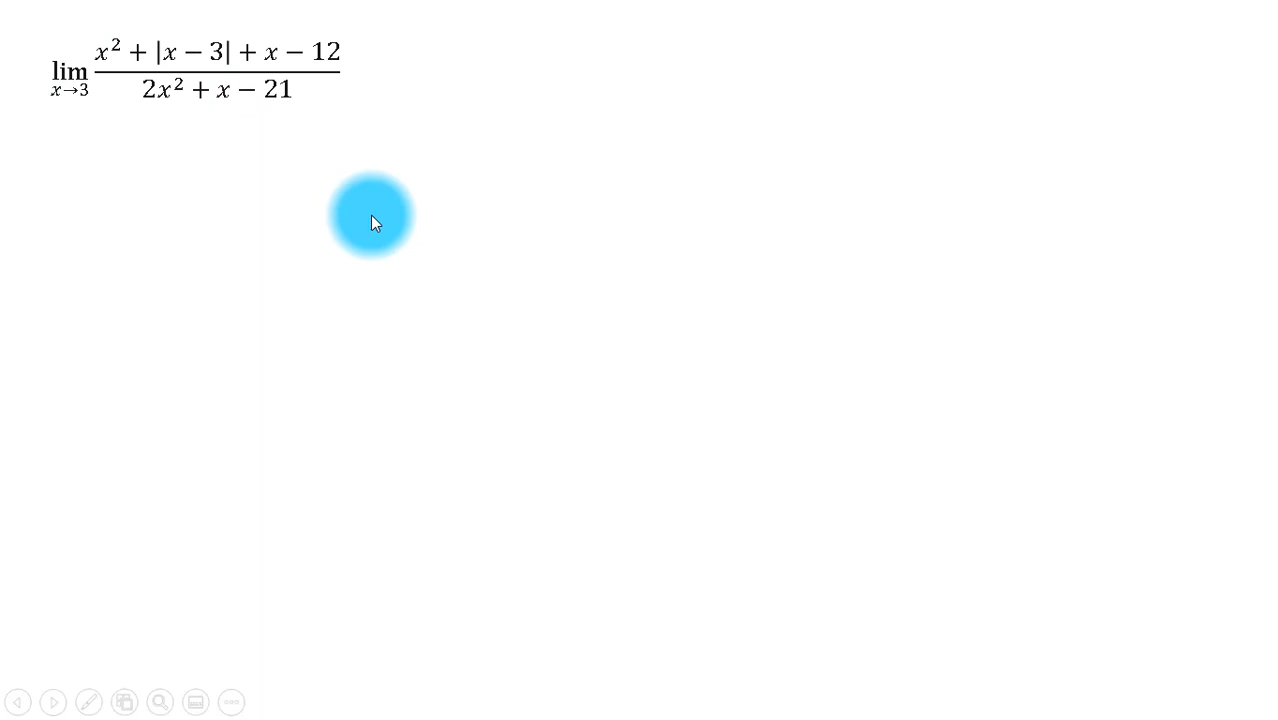 lim x→3 x² + |x − 3| + x − 12
2x² + x − 21